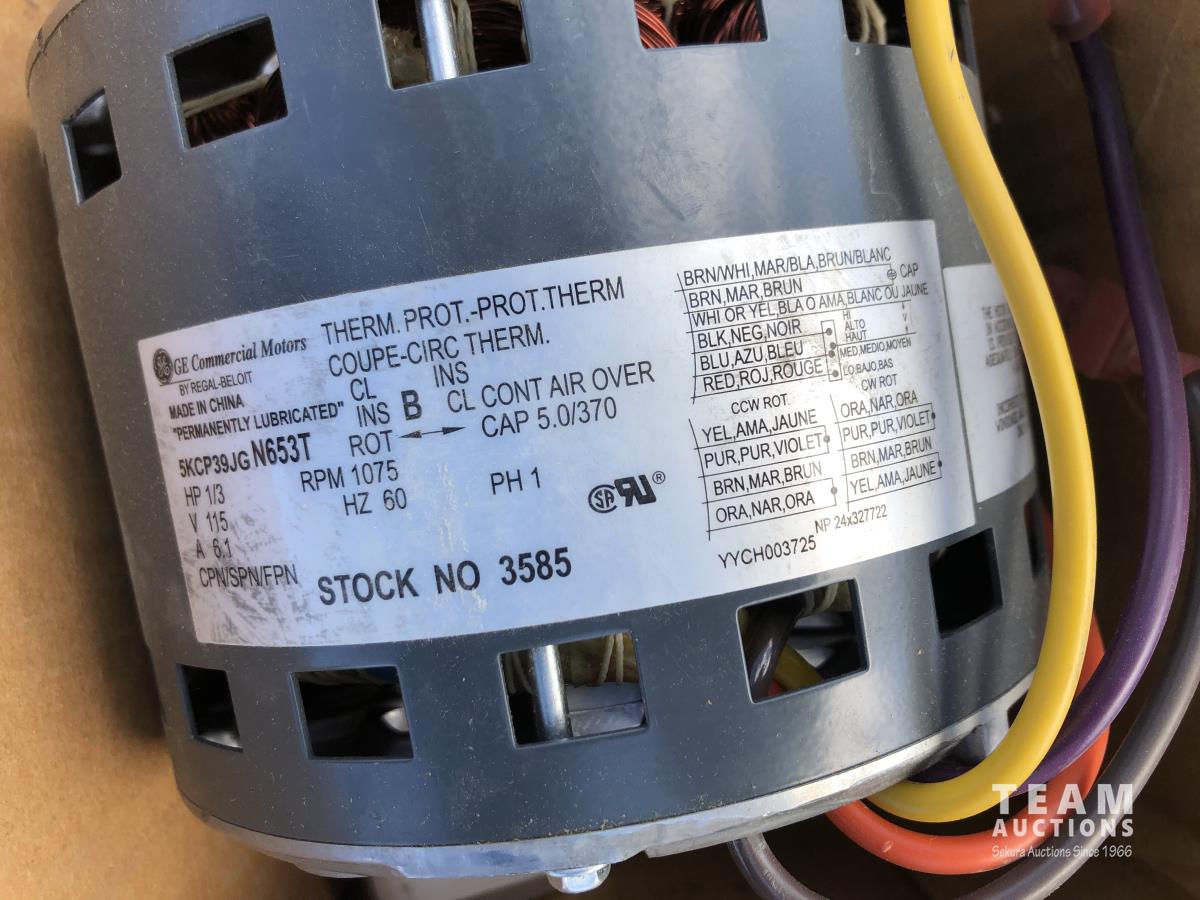 GE Commercial Motors
BY REGAL-BELOIT
MADE IN CHINA
"PERMANENTLY LUBRICATED"
5KCP39JG N653T
HP 1/3
V 115
A 6.1
CPN/SPN/FPN
THERM. PROT.-PROT.THERM
COUPE-CIRC THERM.
CL INS
INS B CL CONT AIR OVER
ROT CAP 5.0/370
RPM 1075
HZ 60 PH 1
STOCK NO 3585
BRN/WHI,MAR/BLA,BRUN/BLANC
BRN,MAR,BRUN CAP
WHI OR YEL,BLA O AMA,BLANC OU JAUNE
BLK,NEG,NOIR HI ALTO HAUT
BLU,AZU,BLEU MED,MEDIO,MOYEN
RED,ROJ,ROUGE LO,BAJO,BAS
CCW ROT.
YEL,AMA,JAUNE
PUR,PUR,VIOLET
BRN,MAR,BRUN
ORA,NAR,ORA
CW ROT
ORA,NAR,ORA
PUR,PUR,VIOLET
BRN,MAR,BRUN
YEL,AMA,JAUNE
NP 24x327722
YYCH003725
TEAM
AUCTIONS
Sekura Auctions Since 1966